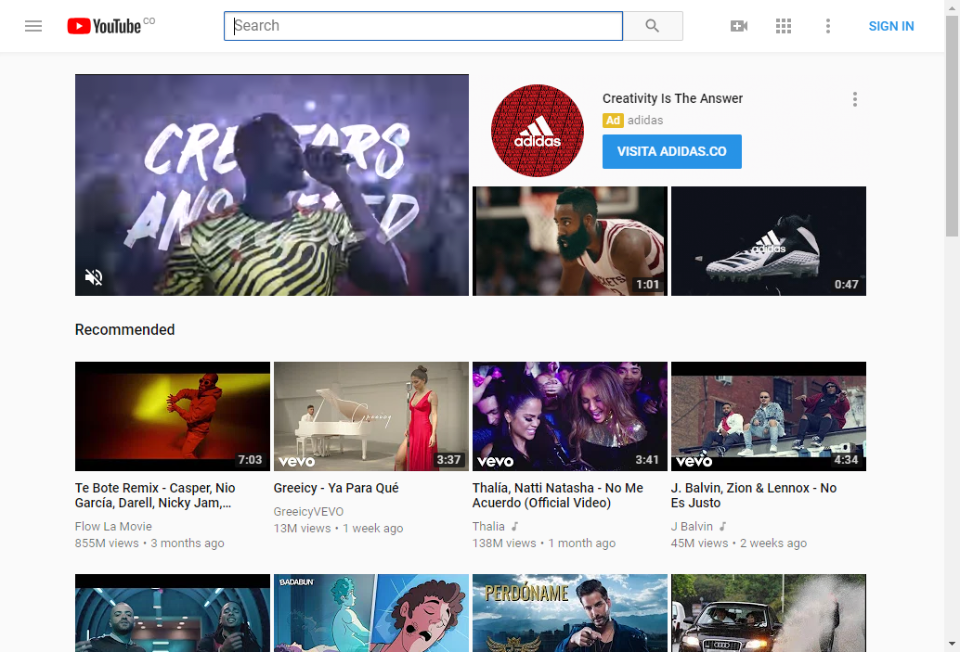 YouTube CO
Search
SIGN IN
CREATORS
ANSWERED
adidas
Creativity Is The Answer
Ad adidas
VISITA ADIDAS.CO
1:01
adidas
0:47
Recommended
7:03
Greeicy
vevo
3:37
vevo
3:41
vevo
4:34
Te Bote Remix - Casper, Nio
García, Darell, Nicky Jam,...
Flow La Movie
855M views • 3 months ago
Greeicy - Ya Para Qué
GreeicyVEVO
13M views • 1 week ago
Thalía, Natti Natasha - No Me
Acuerdo (Official Video)
Thalia
138M views • 1 month ago
J. Balvin, Zion & Lennox - No
Es Justo
J Balvin
45M views • 2 weeks ago
BADABUN
PERDÓNAME